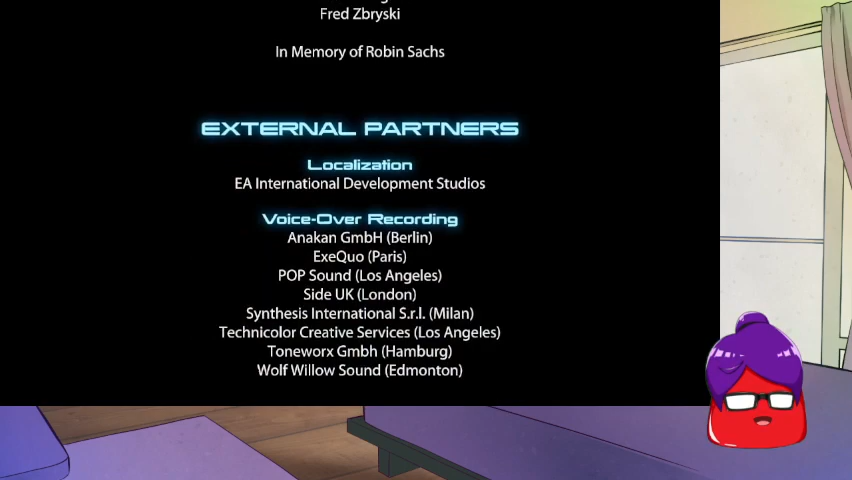 Fred Zbryski
In Memory of Robin Sachs
EXTERNAL PARTNERS
Localization
EA International Development Studios
Voice-Over Recording
Anakan GmbH (Berlin)
ExeQuo (Paris)
POP Sound (Los Angeles)
Side UK (London)
Synthesis International S.r.l. (Milan)
Technicolor Creative Services (Los Angeles)
Toneworx Gmbh (Hamburg)
Wolf Willow Sound (Edmonton)